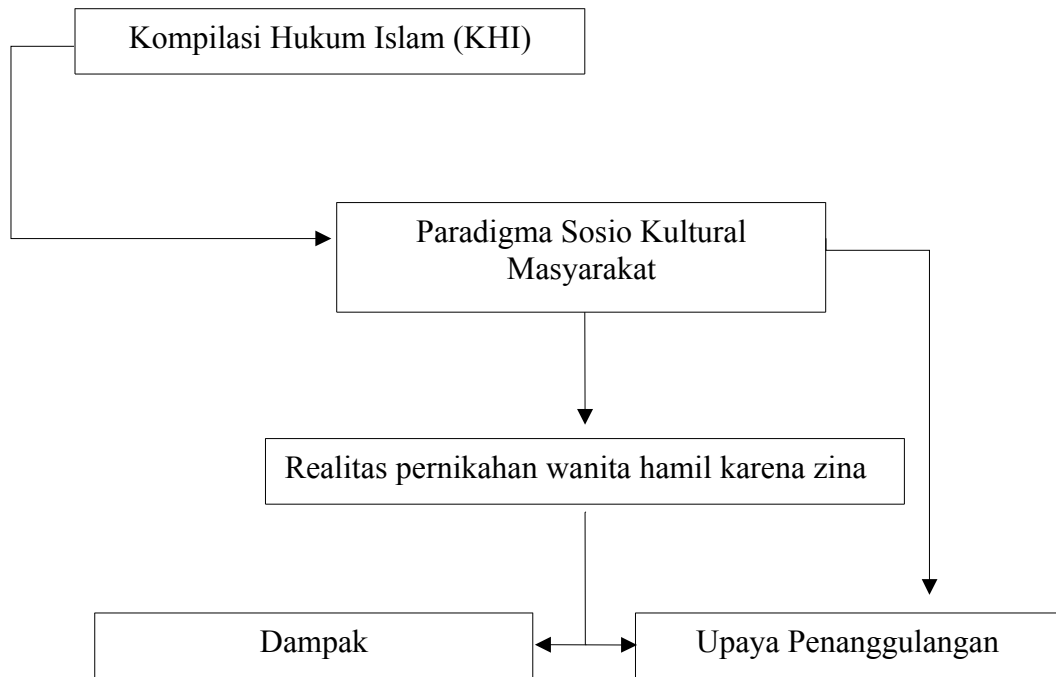 Kompilasi Hukum Islam (KHI)
Paradigma Sosio Kultural
Masyarakat
Realitas pernikahan wanita hamil karena zina
Dampak
Upaya Penanggulangan